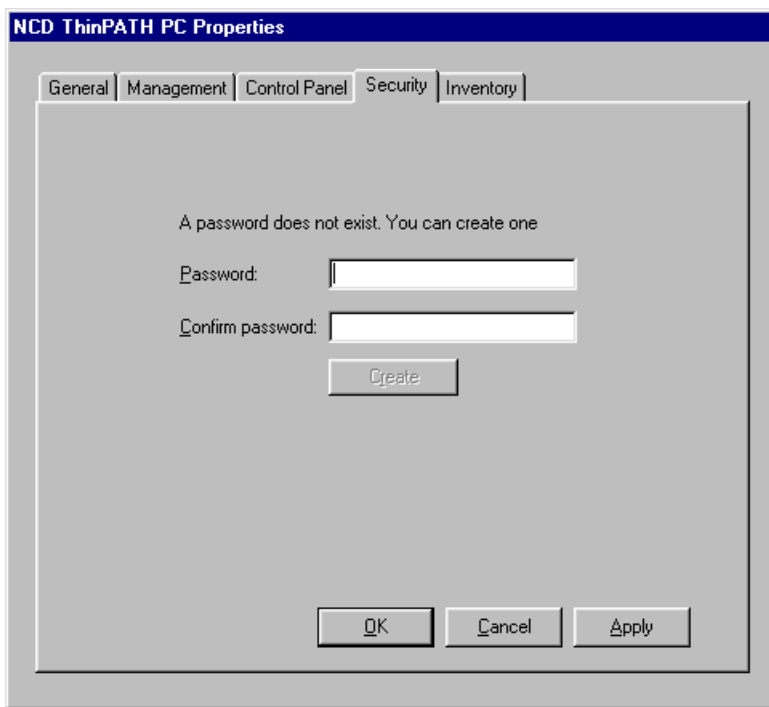 NCD ThinPATH PC Properties
General Management Control Panel Security Inventory
A password does not exist. You can create one
Password:
Confirm password:
Create
OK Cancel Apply